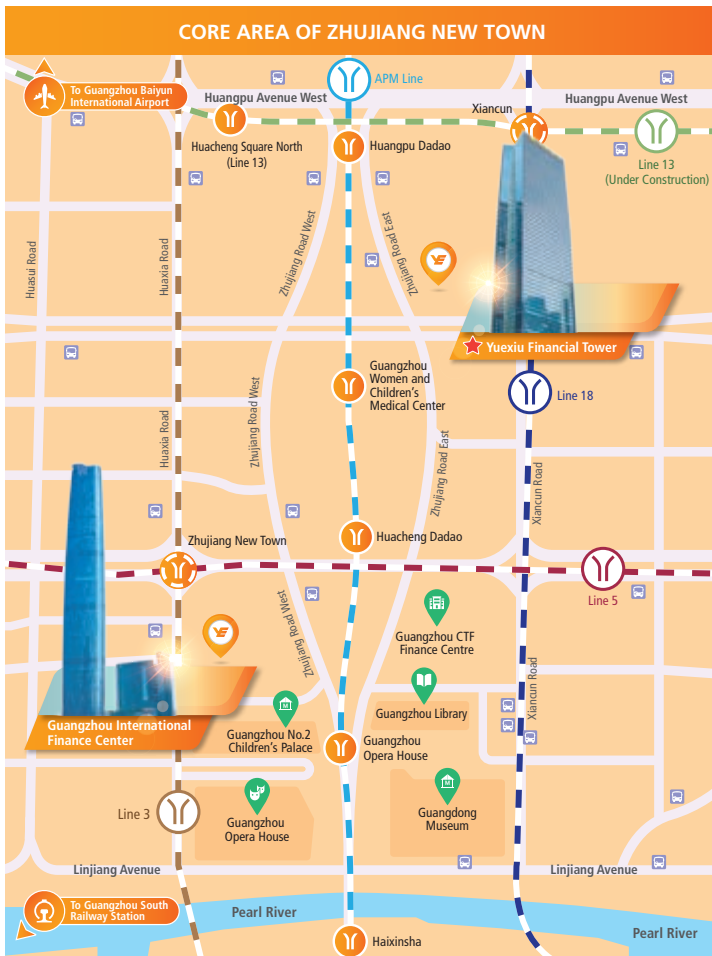 CORE AREA OF ZHUJIANG NEW TOWN
APM Line
To Guangzhou Baiyun
International Airport
Huangpu Avenue West
Huangpu Avenue West
Xiancun
Huacheng Square North
(Line 13)
Huangpu Dadao
Line 13
(Under Construction)
Huasui Road
Huaxia Road
Zhujiang Road West
Zhujiang Road East
Yuexiu Financial Tower
Guangzhou
Women and
Children's
Medical Center
Line 18
Huaxia Road
Zhujiang Road West
Zhujiang Road East
Xiancun Road
Zhujiang New Town
Huacheng Dadao
Line 5
Zhujiang Road West
Guangzhou CTF
Finance Centre
Xiancun Road
Guangzhou Library
Guangzhou International
Finance Center
M
Guangzhou No.2
Children's Palace
Guangzhou
Opera House
Line 3
Guangzhou
Opera House
M
Guangdong
Museum
Linjiang Avenue
Linjiang Avenue
To Guangzhou South
Railway Station
Pearl River
Pearl River
Haixinsha